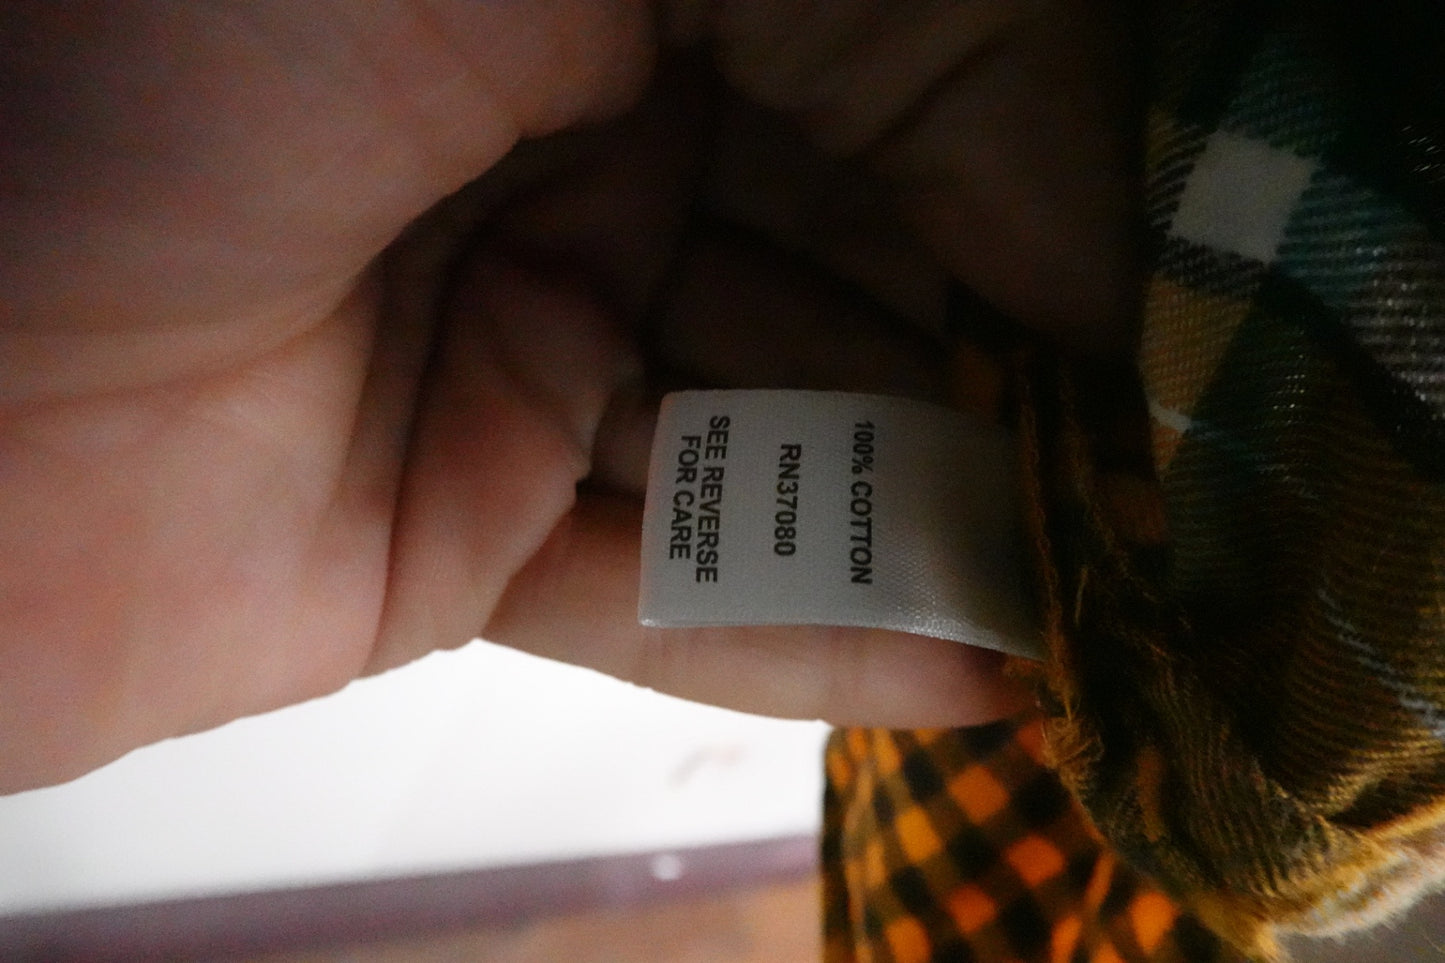 100% COTTON
RN37080
SEE REVERSE
FOR CARE